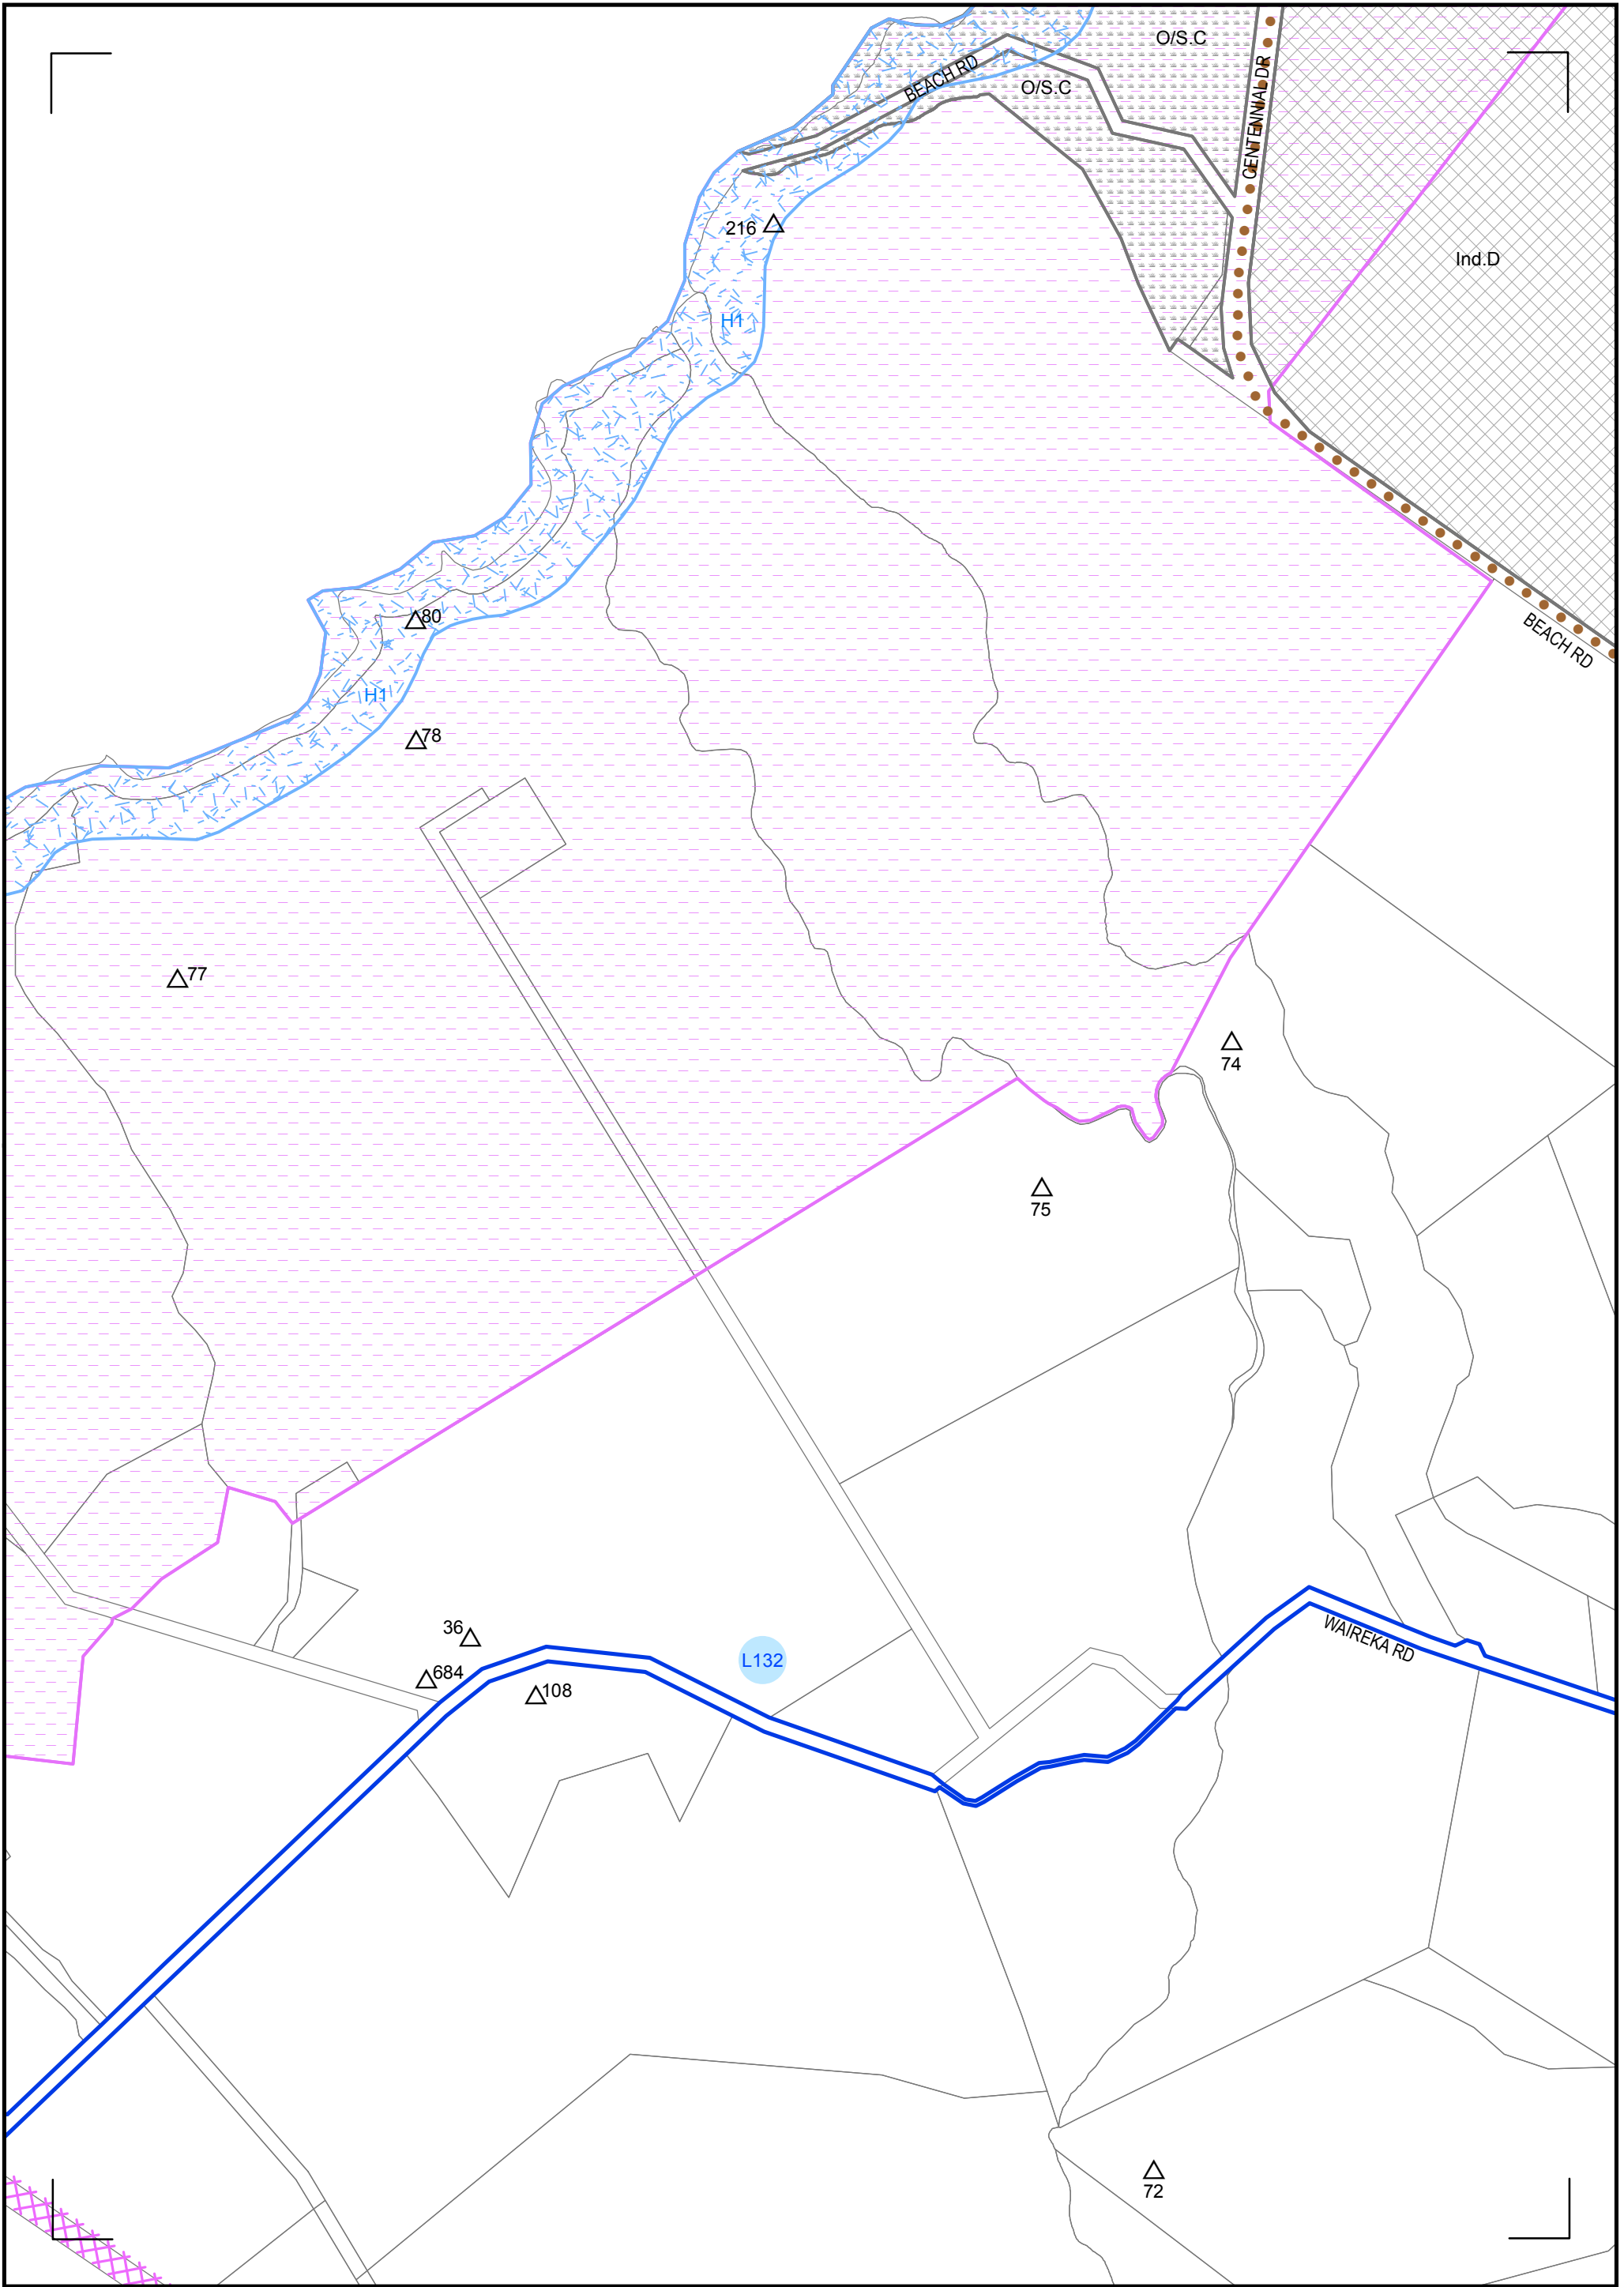 O/S.C
BEACH RD
CENTENNIAL DR
O/S.C
216
Ind.D
H1
80
BEACH RD
H1
78
77
74
75
36
WAIREKA RD
L132
684
108
72